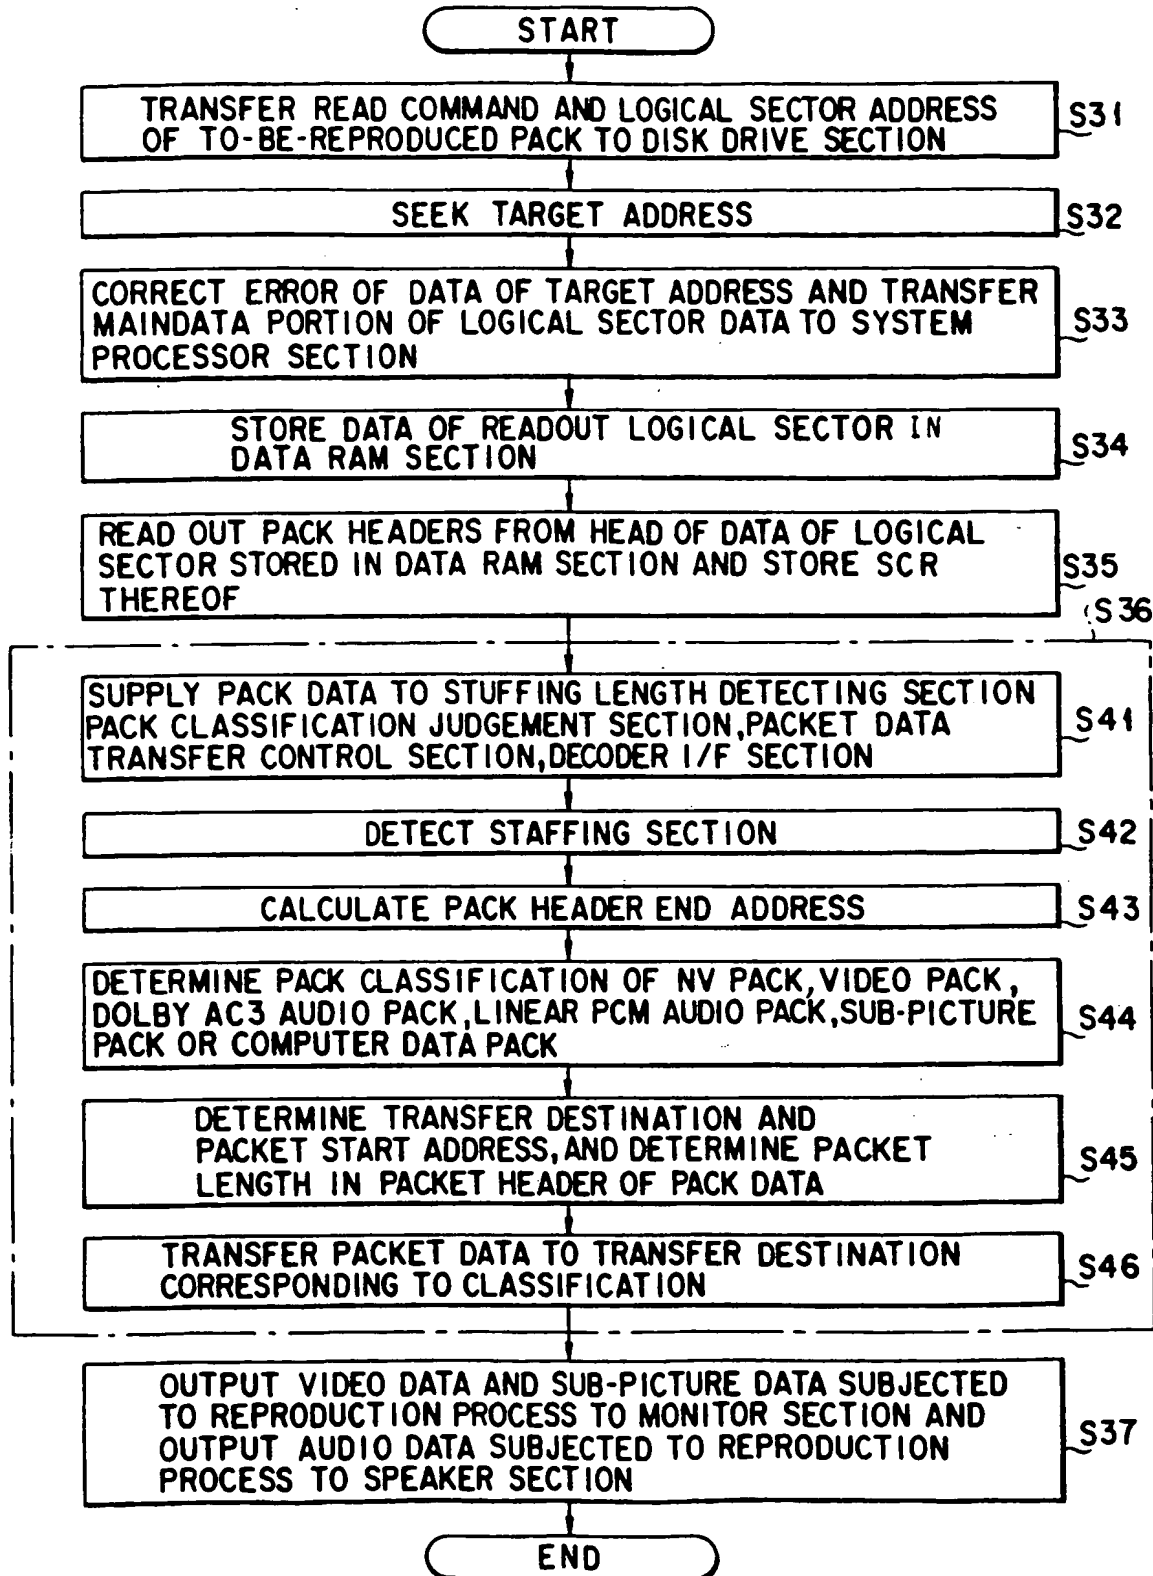 START
TRANSFER READ COMMAND AND LOGICAL SECTOR ADDRESS
OF TO-BE-REPRODUCED PACK TO DISK DRIVE SECTION
S31
SEEK TARGET ADDRESS
S32
CORRECT ERROR OF DATA OF TARGET ADDRESS AND TRANSFER
MAINDATA PORTION OF LOGICAL SECTOR DATA TO SYSTEM
PROCESSOR SECTION
S33
STORE DATA OF READOUT LOGICAL SECTOR IN
DATA RAM SECTION
S34
READ OUT PACK HEADERS FROM HEAD OF DATA OF LOGICAL
SECTOR STORED IN DATA RAM SECTION AND STORE SCR
THEREOF
S35
S36
SUPPLY PACK DATA TO STUFFING LENGTH DETECTING SECTION
PACK CLASSIFICATION JUDGEMENT SECTION, PACKET DATA
TRANSFER CONTROL SECTION, DECODER I/F SECTION
S41
DETECT STAFFING SECTION
S42
CALCULATE PACK HEADER END ADDRESS
S43
DETERMINE PACK CLASSIFICATION OF NV PACK, VIDEO PACK,
DOLBY AC3 AUDIO PACK, LINEAR PCM AUDIO PACK, SUB-PICTURE
PACK OR COMPUTER DATA PACK
S44
DETERMINE TRANSFER DESTINATION AND
PACKET START ADDRESS, AND DETERMINE PACKET
LENGTH IN PACKET HEADER OF PACK DATA
S45
TRANSFER PACKET DATA TO TRANSFER DESTINATION
CORRESPONDING TO CLASSIFICATION
S46
OUTPUT VIDEO DATA AND SUB-PICTURE DATA SUBJECTED
TO REPRODUCTION PROCESS TO MONITOR SECTION AND
OUTPUT AUDIO DATA SUBJECTED TO REPRODUCTION
PROCESS TO SPEAKER SECTION
S37
END